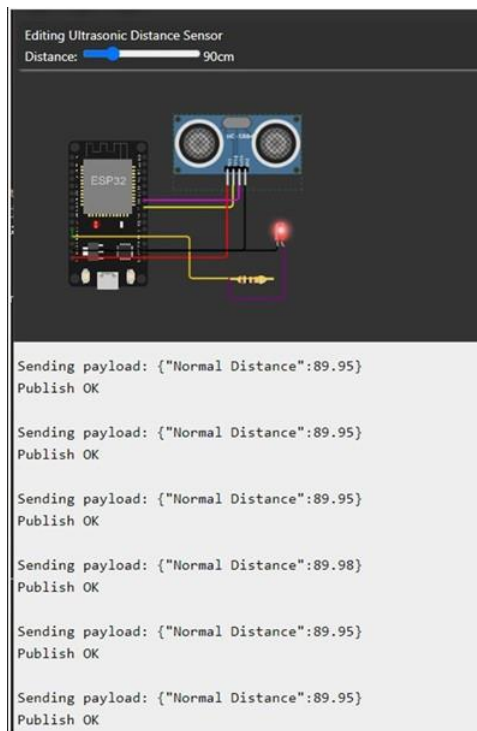 Editing Ultrasonic Distance Sensor
Distance: 90cm
HC-SR04
ESP32
Sending payload: {"Normal Distance":89.95}
Publish OK
Sending payload: {"Normal Distance":89.95}
Publish OK
Sending payload: {"Normal Distance":89.95}
Publish OK
Sending payload: {"Normal Distance":89.98}
Publish OK
Sending payload: {"Normal Distance":89.95}
Publish OK
Sending payload: {"Normal Distance":89.95}
Publish OK